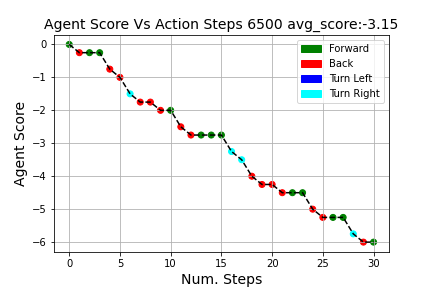 Agent Score Vs Action Steps 6500 avg_score:-3.15
Forward
Back
Turn Left
Turn Right
Agent Score
0
−1
−2
−3
−4
−5
−6
0 5 10 15 20 25 30
Num. Steps